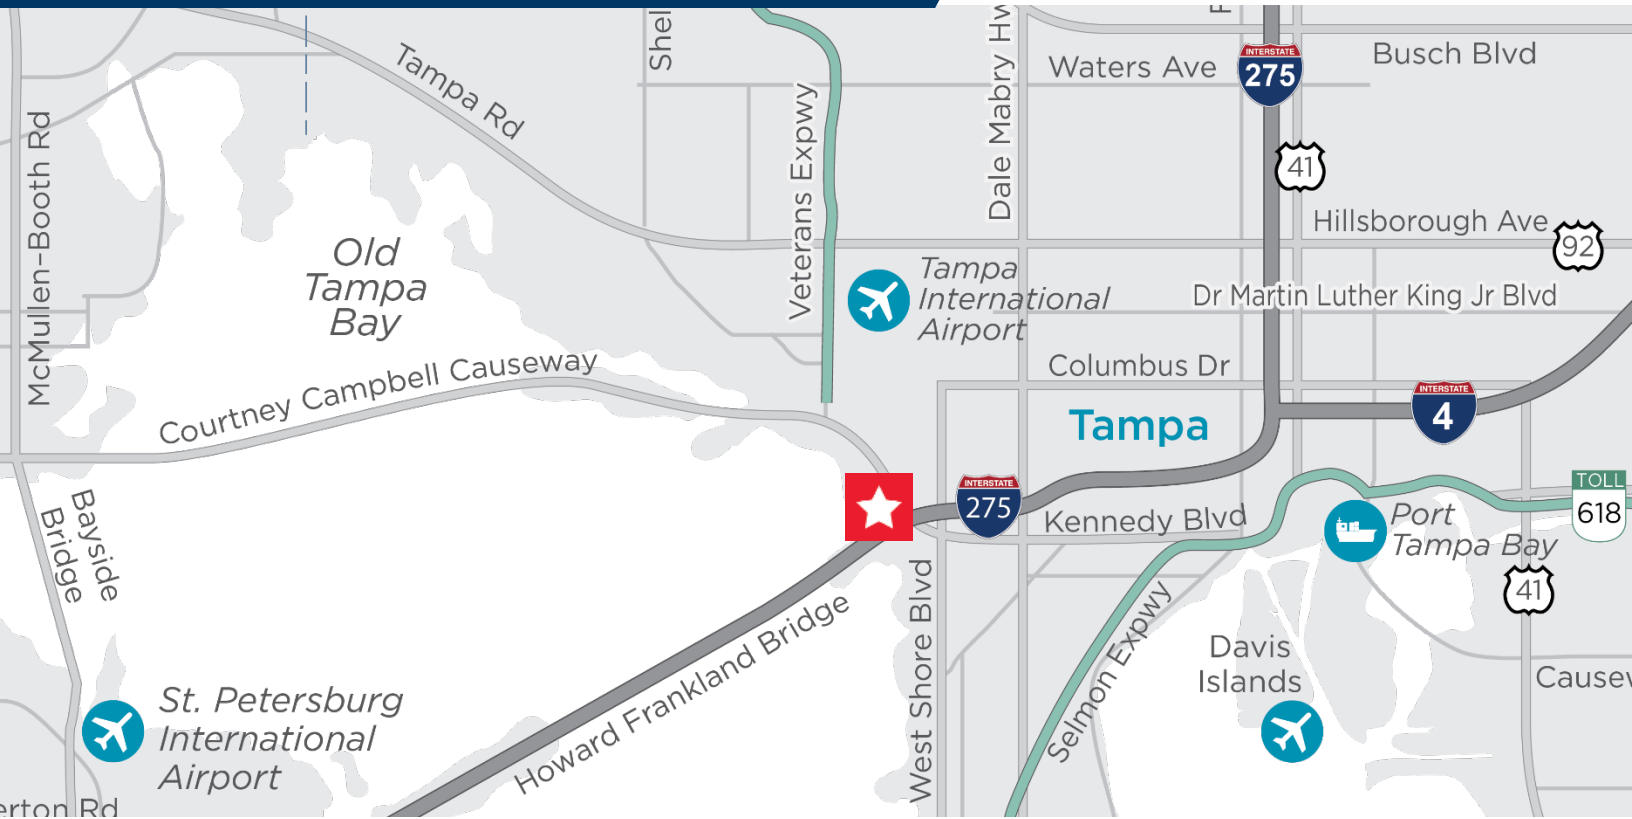 Shel
Dale Mabry Hw
F
Busch Blvd
Waters Ave
INTERSTATE
275
Tampa Rd
McMullen-Booth Rd
Veterans Expwy
41
Hillsborough Ave
92
Old
Tampa
Bay
Tampa
International
Airport
Dr Martin Luther King Jr Blvd
Courtney Campbell Causeway
Columbus Dr
INTERSTATE
4
Tampa
INTERSTATE
275
Kennedy Blvd
TOLL
618
Port
Tampa Bay
41
Bayside
Bridge
Howard Frankland Bridge
West Shore Blvd
Selmon Expwy
Davis
Islands
Causew
St. Petersburg
International
Airport
erton Rd